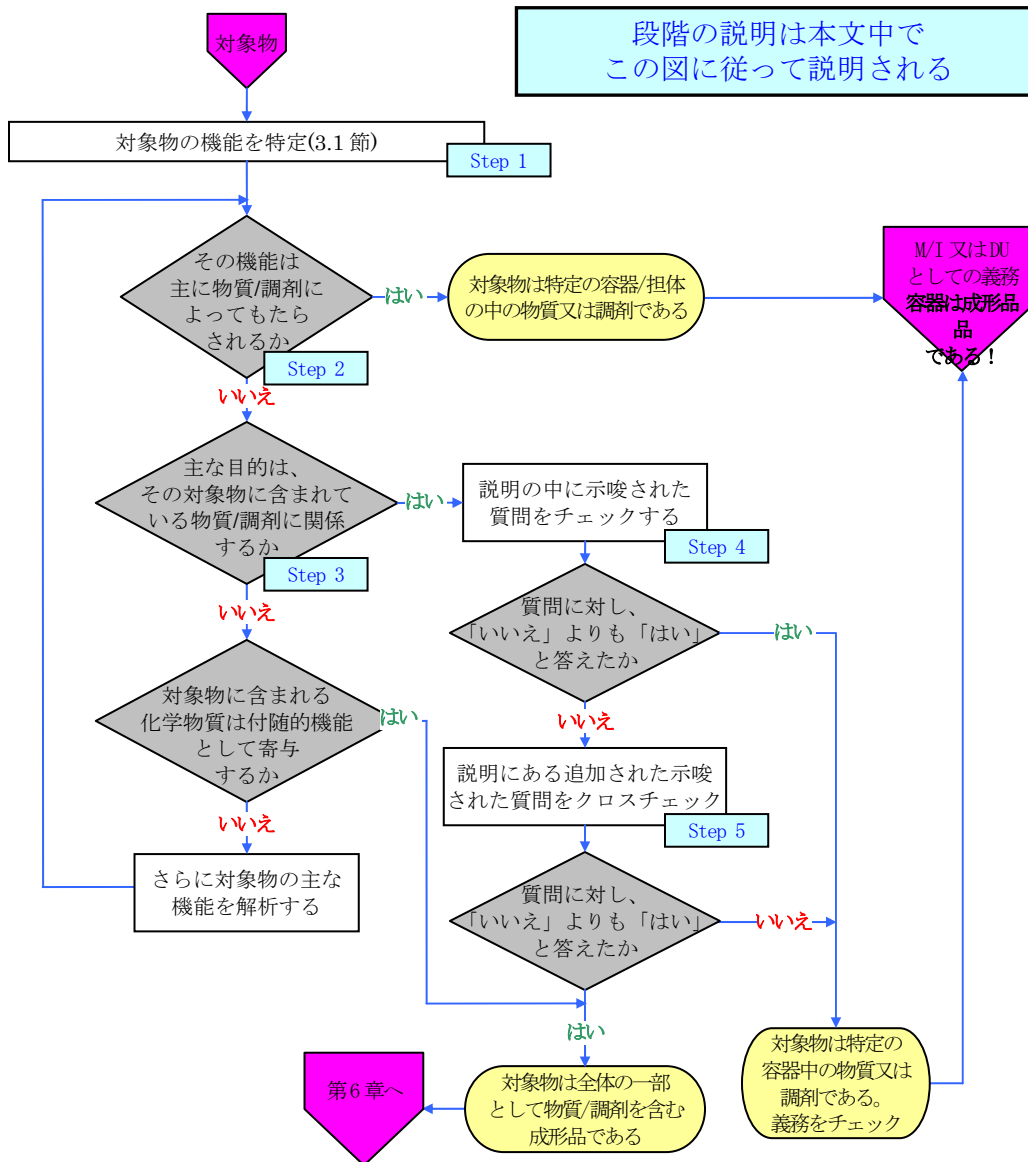 対象物
段階の説明は本文中で
この図に従って説明される
対象物の機能を特定(3.1 節)
Step 1
その機能は
主に物質/調剤に
よってもたら
されるか
Step 2
はい
対象物は特定の容器/担体
の中の物質又は調剤である
M/I 又は DU
としての義務
容器は成形品
品
である！
いいえ
主な目的は、
その対象物に含まれて
いる物質/調剤に関係
するか
Step 3
はい
説明の中に示唆された
質問をチェックする
Step 4
いいえ
質問に対し、
「いいえ」よりも「はい」
と答えたか
はい
対象物に含まれる
化学物質は付随的機能
として寄与
するか
はい
いいえ
説明にある追加された示唆
された質問をクロスチェック
Step 5
いいえ
さらに対象物の主な
機能を解析する
質問に対し、
「いいえ」よりも「はい」
と答えたか
いいえ
はい
第6章へ
対象物は全体の一部
として物質/調剤を含む
成形品である
対象物は特定の
容器中の物質又は
調剤である。
義務をチェック